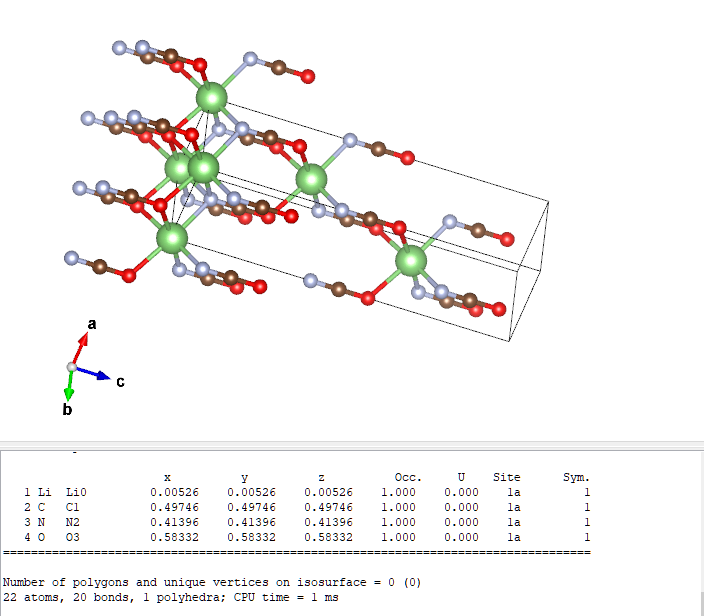 a
c
b
x y z Occ. U Site Sym.
1 Li Li0 0.00526 0.00526 0.00526 1.000 0.000 1a 1
2 C C1 0.49746 0.49746 0.49746 1.000 0.000 1a 1
3 N N2 0.41396 0.41396 0.41396 1.000 0.000 1a 1
4 O O3 0.58332 0.58332 0.58332 1.000 0.000 1a 1
Number of polygons and unique vertices on isosurface = 0 (0)
22 atoms, 20 bonds, 1 polyhedra; CPU time = 1 ms